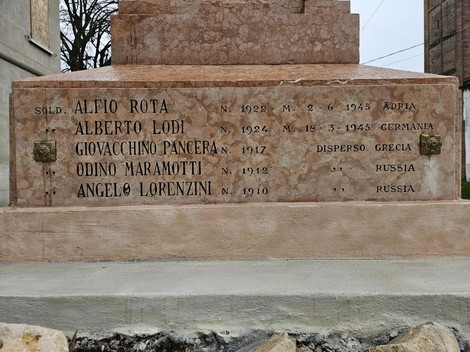 SOLD. ALFIO ROTA N. 1922 M. 2-6 1945 ADRIA
" ALBERTO LODI N. 1924 M. 18-3-1945 GERMANIA
" GIOVACCHINO PANCERA N. 1917 DISPERSO GRECIA
" ODINO MARAMOTTI N. 1912 " RUSSIA
" ANGELO LORENZINI N. 1910 " RUSSIA